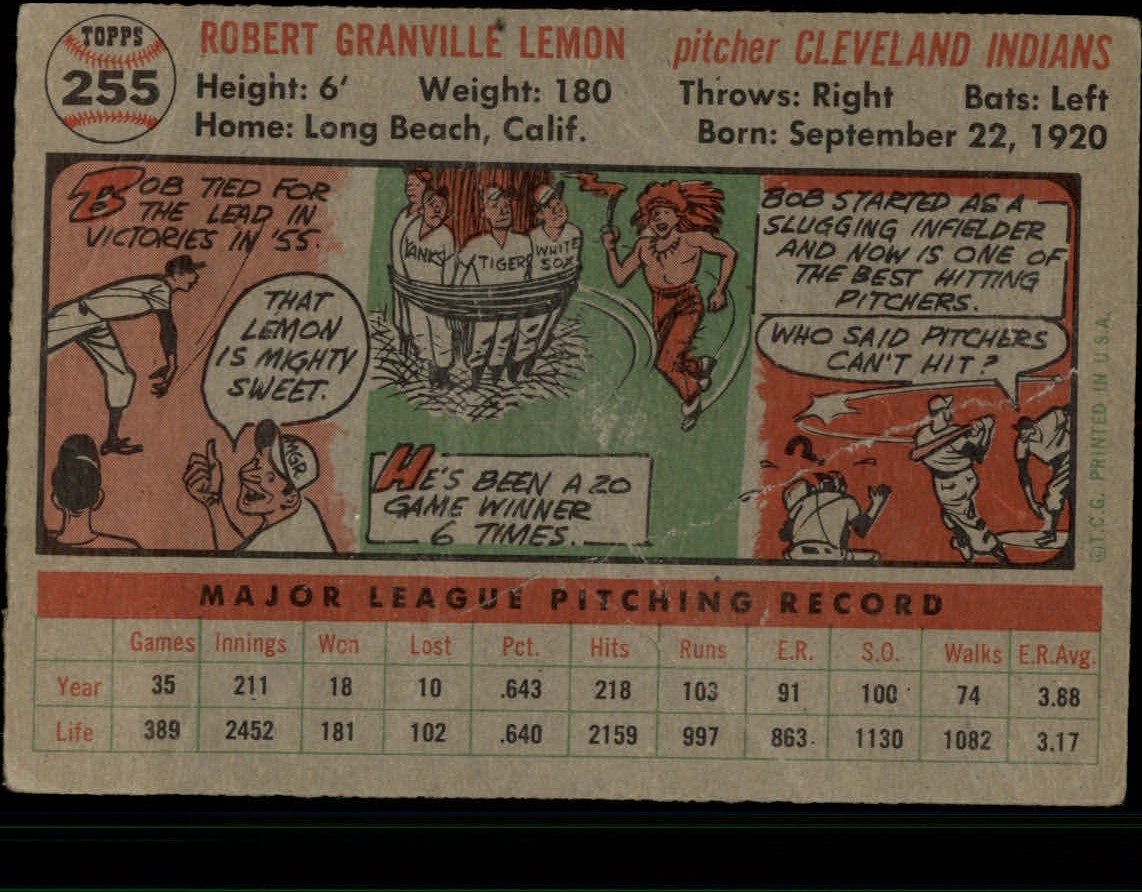 TOPPS
255
ROBERT GRANVILLE LEMON pitcher CLEVELAND INDIANS
Height: 6' Weight: 180 Throws: Right Bats: Left
Home: Long Beach, Calif. Born: September 22, 1920
BOB TIED FOR
THE LEAD IN
VICTORIES IN '55.
THAT
LEMON
IS MIGHTY
SWEET.
MGR
YANKS
TIGERS
WHITE
SOX
HE'S BEEN A 20
GAME WINNER
6 TIMES.
BOB STARTED AS A
SLUGGING INFIELDER
AND NOW IS ONE OF
THE BEST HITTING
PITCHERS.
WHO SAID PITCHERS
CAN'T HIT?
?
©T.C.G. PRINTED IN U.S.A.
MAJOR LEAGUE PITCHING RECORD
Games Innings Won Lost Pct. Hits Runs E.R. S.O. Walks E.R.Avg.
Year 35 211 18 10 .643 218 103 91 100 74 3.88
Life 389 2452 181 102 .640 2159 997 863 1130 1082 3.17